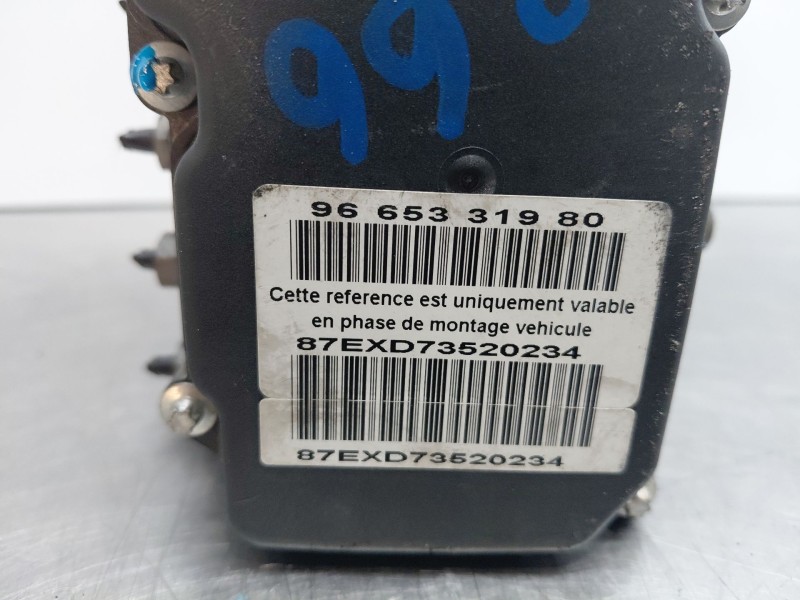 96 653 319 80
Cette reference est uniquement valable
en phase de montage vehicule
87EXD73520234
87EXD73520234